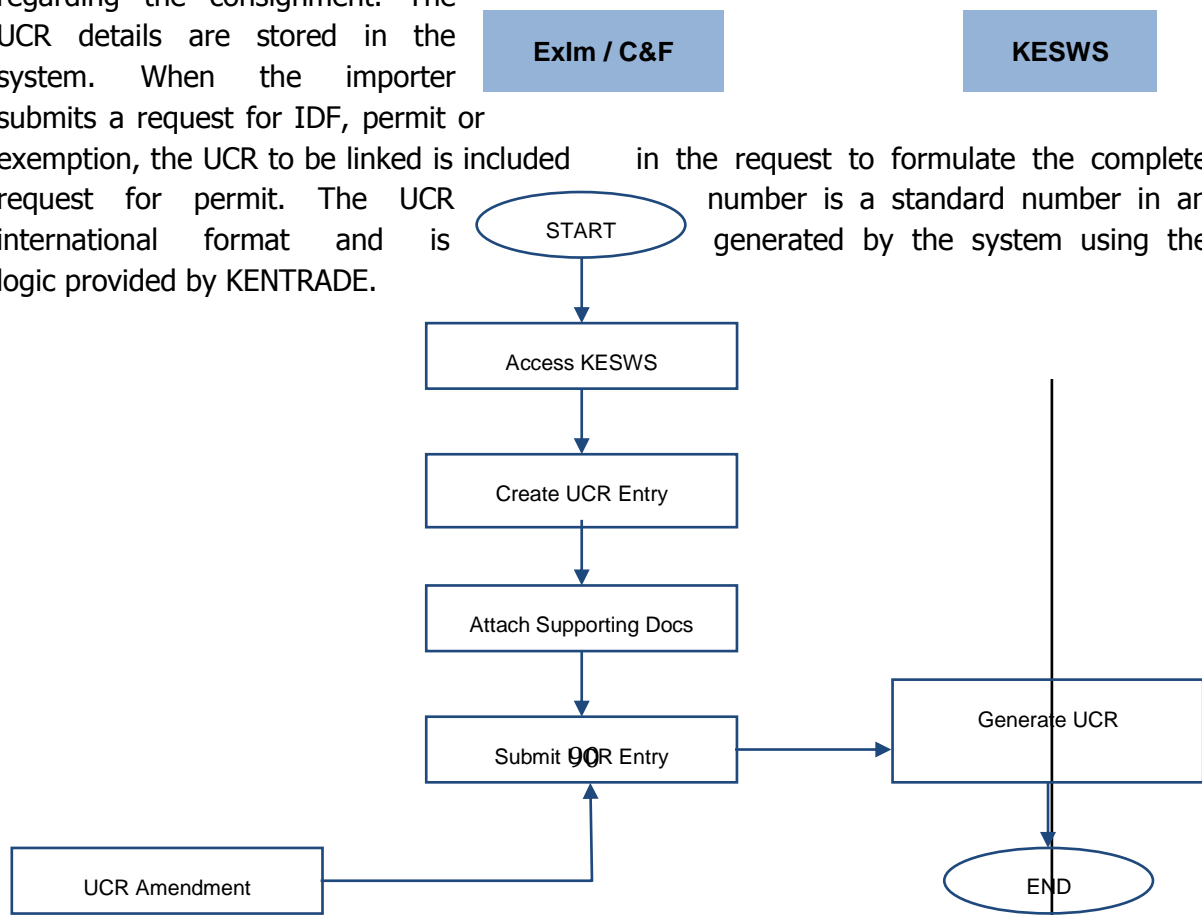 regarding the consignment. The
UCR details are stored in the
system. When the importer
submits a request for IDF, permit or
exemption, the UCR to be linked is included in the request to formulate the complete
request for permit. The UCR number is a standard number in an
international format and is generated by the system using the
logic provided by KENTRADE.
ExIm / C&F
KESWS
START
Access KESWS
Create UCR Entry
Attach Supporting Docs
Submit UCR Entry
90
Generate UCR
UCR Amendment
END